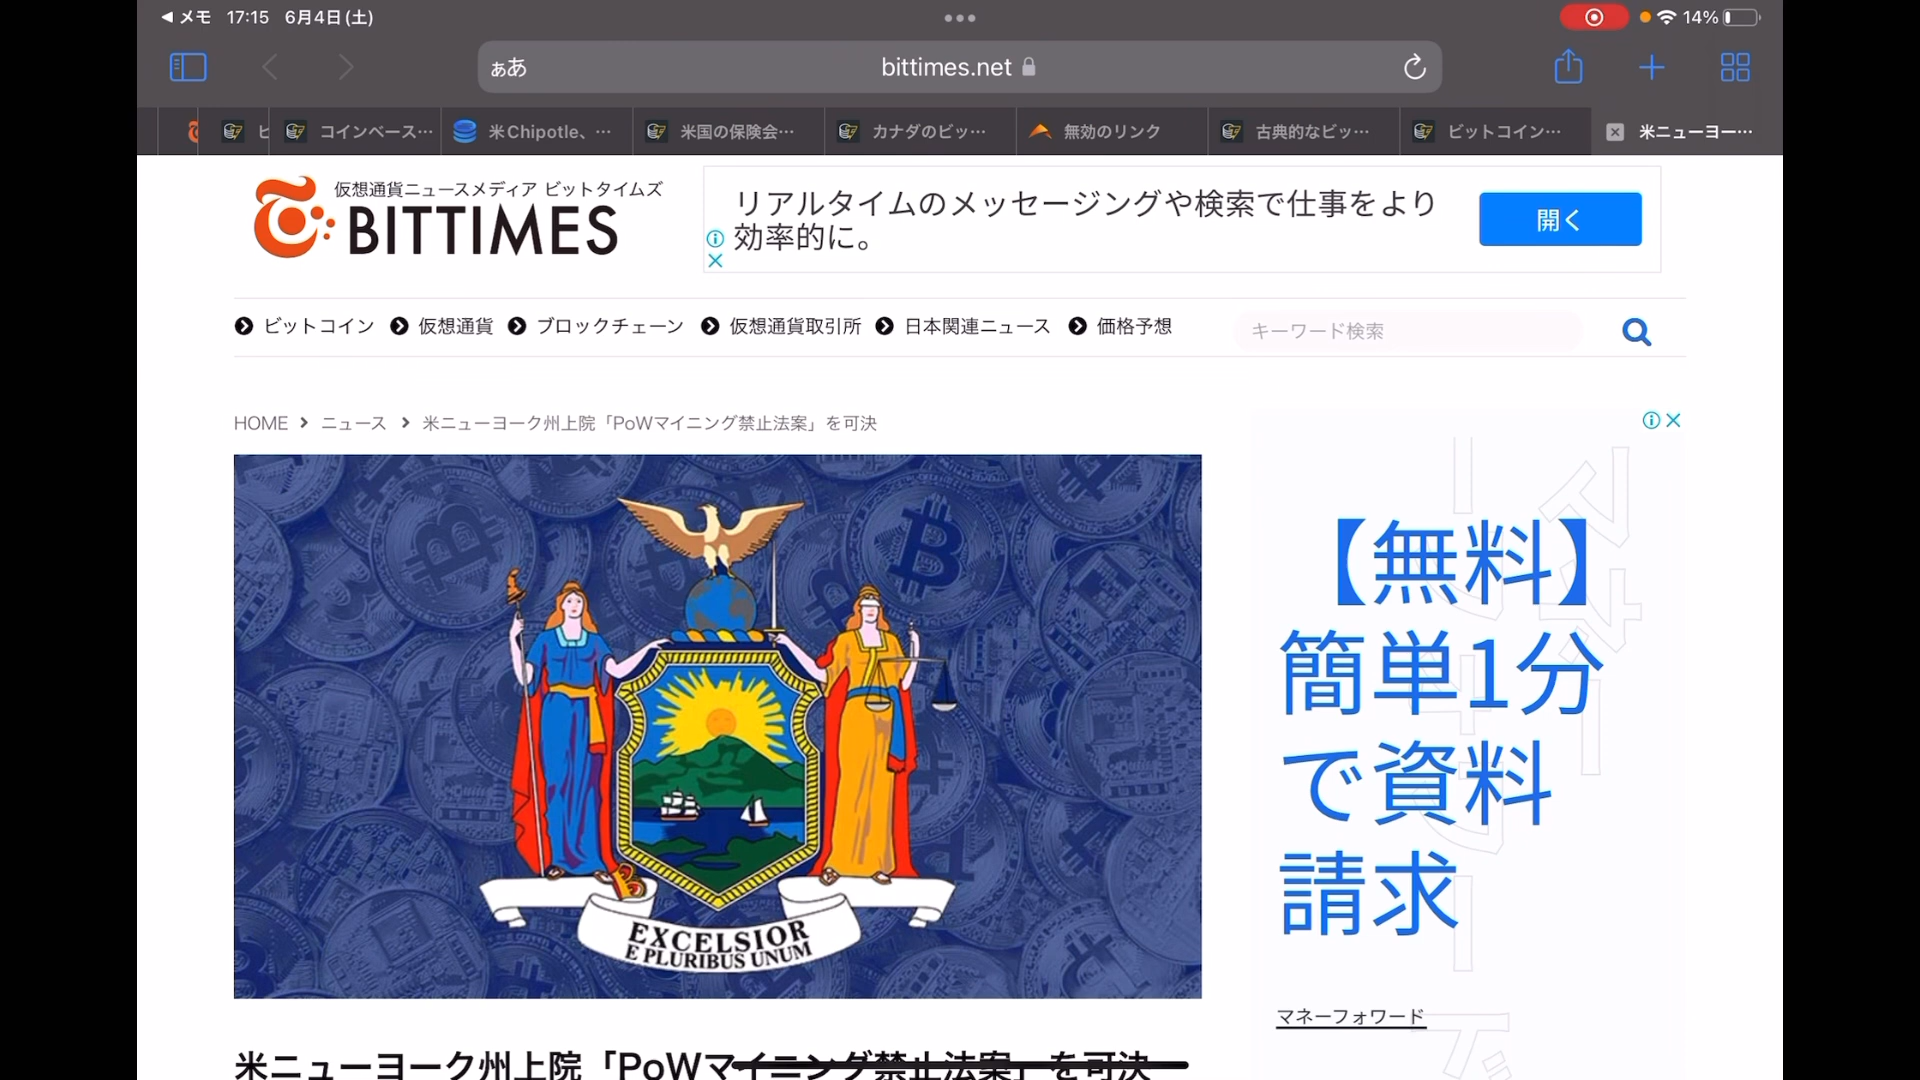 ◀ メモ 17:15 6月4日(土)
14%
ぁあ bittimes.net
ビ
コインベース…
米Chipotle、…
米国の保険会…
カナダのビッ…
無効のリンク
古典的なビッ…
ビットコイン…
米ニューヨー…
仮想通貨ニュースメディア ビットタイムズ
BITTIMES
リアルタイムのメッセージングや検索で仕事をより
効率的に。
開く
ビットコイン 仮想通貨 ブロックチェーン 仮想通貨取引所 日本関連ニュース 価格予想
キーワード検索
HOME > ニュース > 米ニューヨーク州上院「PoWマイニング禁止法案」を可決
EXCELSIOR
E PLURIBUS UNUM
【無料】
簡単1分
で資料
請求
マネーフォワード
米ニューヨーク州上院「PoWマイニング禁止法案」を可決